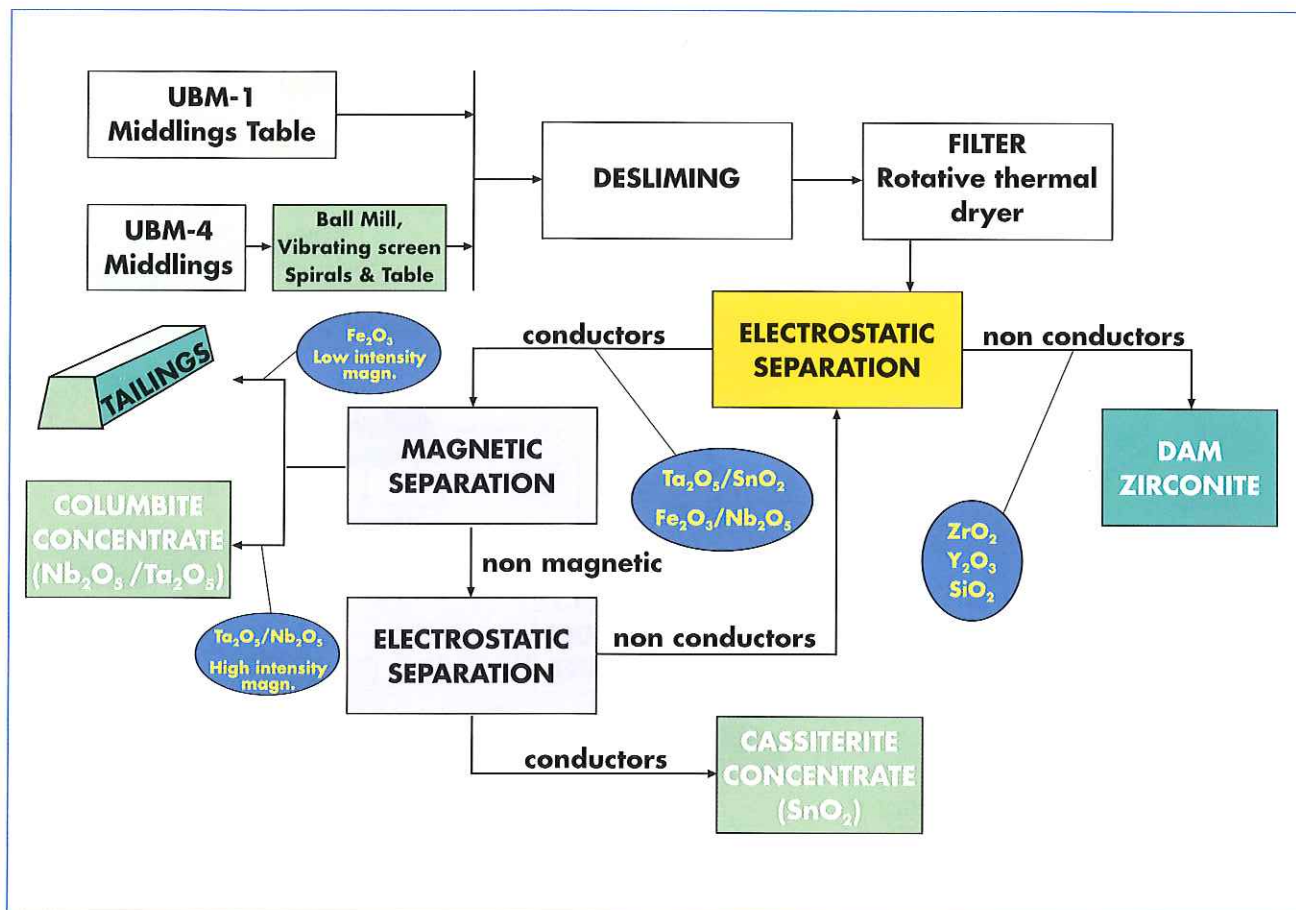 UBM-1
Middlings Table
UBM-4
Middlings
Ball Mill,
Vibrating screen
Spirals & Table
DESLIMING
FILTER
Rotative thermal
dryer
ELECTROSTATIC
SEPARATION
conductors
non conductors
Fe₂O₃
Low intensity
magn.
TAILINGS
MAGNETIC
SEPARATION
Ta₂O₅/SnO₂
Fe₂O₃/Nb₂O₅
DAM
ZIRCONITE
COLUMBITE
CONCENTRATE
(Nb₂O₅/Ta₂O₅)
ZrO₂
Y₂O₃
SiO₂
non magnetic
Ta₂O₅/Nb₂O₅
High intensity
magn.
ELECTROSTATIC
SEPARATION
non conductors
conductors
CASSITERITE
CONCENTRATE
(SnO₂)